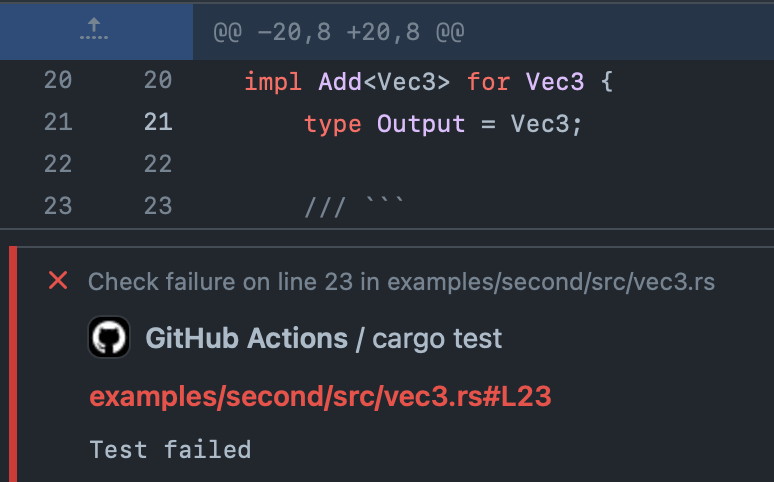 @@ -20,8 +20,8 @@
20 20 impl Add<Vec3> for Vec3 {
21 21 type Output = Vec3;
22 22
23 23 /// ```
Check failure on line 23 in examples/second/src/vec3.rs
GitHub Actions / cargo test
examples/second/src/vec3.rs#L23
Test failed